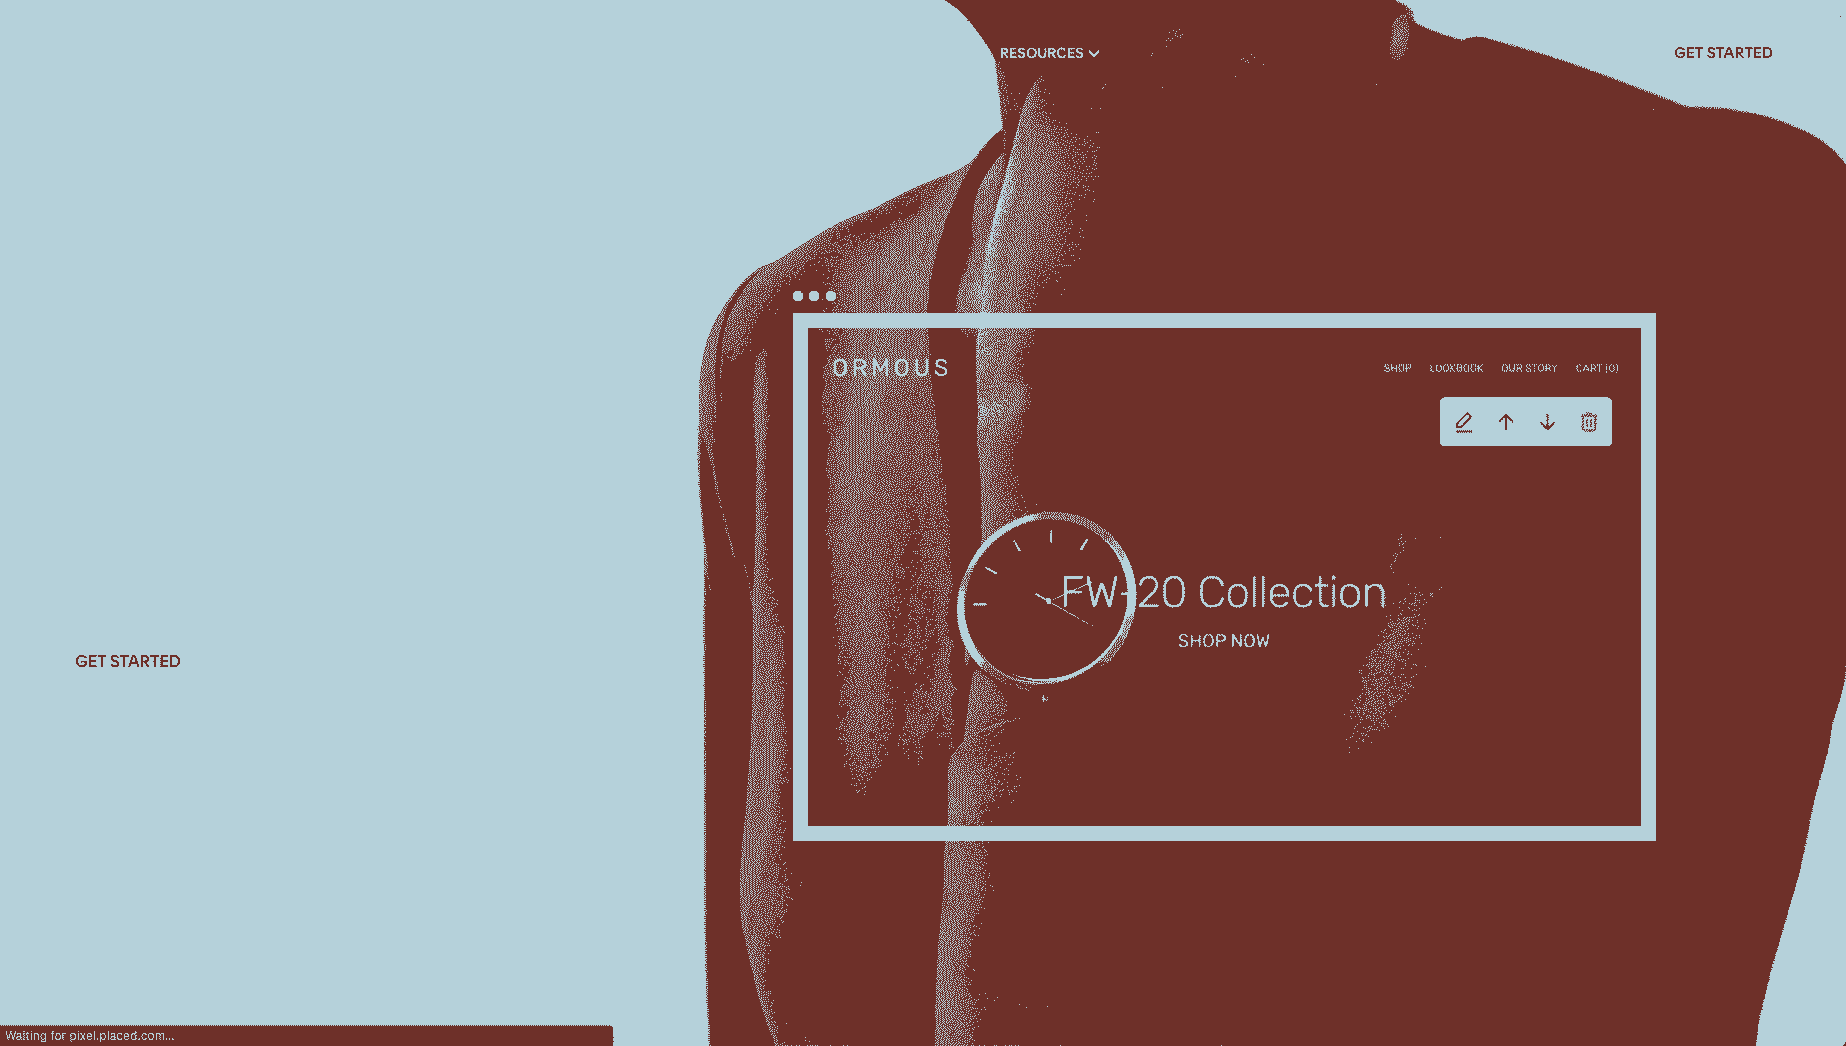 RESOURCES
GET STARTED
ORMOUS
SHOP LOOKBOOK OUR STORY CART (0)
FW-20 Collection
SHOP NOW
GET STARTED
Waiting for pixel.placed.com...